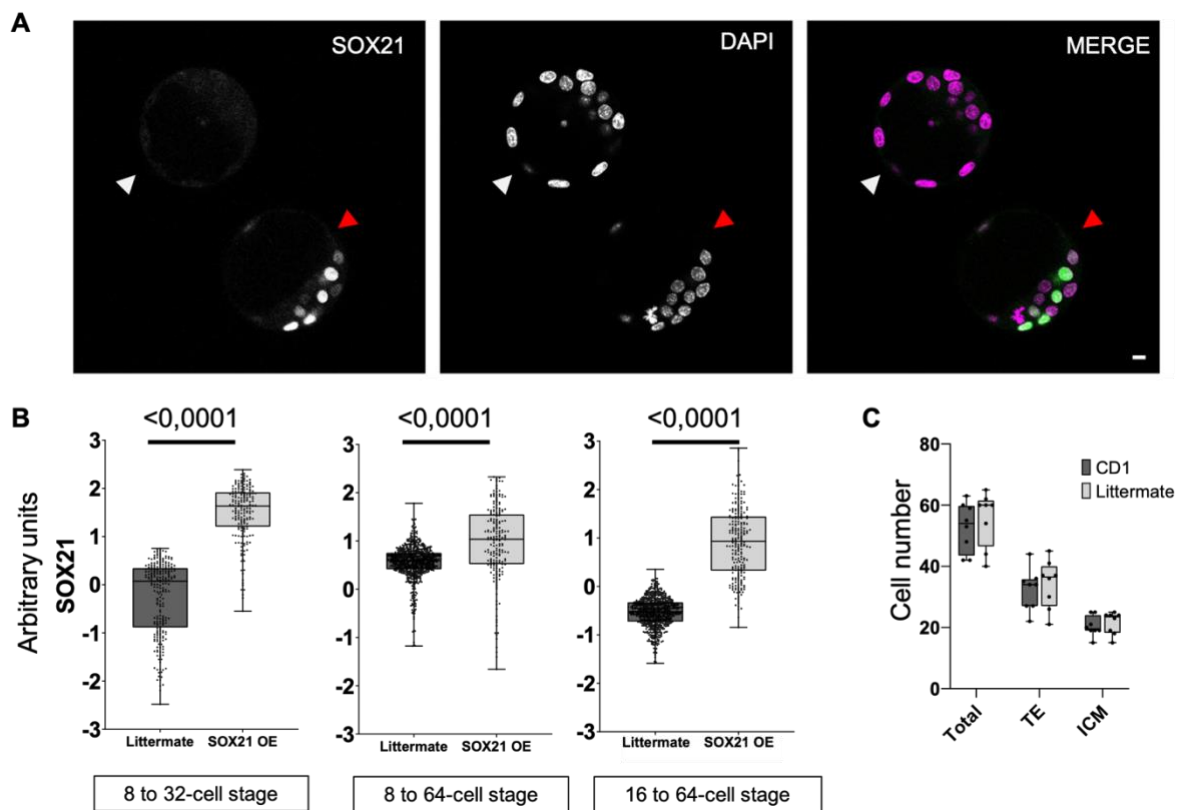 A
SOX21
DAPI
MERGE
B
<0,0001
<0,0001
<0,0001
Arbitrary units
SOX21
3
2
1
0
-1
-2
-3
Littermate
SOX21 OE
8 to 32-cell stage
3
2
1
0
-1
-2
-3
Littermate
SOX21 OE
8 to 64-cell stage
3
2
1
0
-1
-2
-3
Littermate
SOX21 OE
16 to 64-cell stage
C
CD1
Littermate
Cell number
80
60
40
20
0
Total
TE
ICM